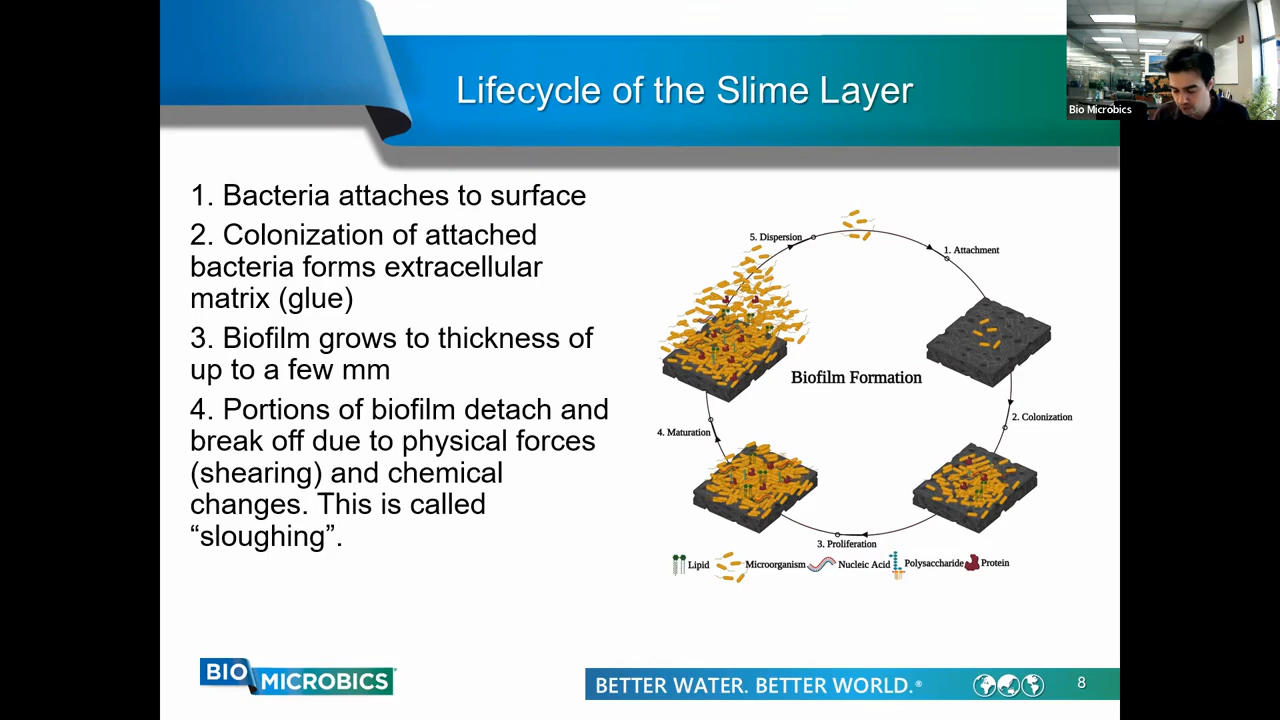 Lifecycle of the Slime Layer
Bio Microbics
1. Bacteria attaches to surface
2. Colonization of attached
bacteria forms extracellular
matrix (glue)
3. Biofilm grows to thickness of
up to a few mm
4. Portions of biofilm detach and
break off due to physical forces
(shearing) and chemical
changes. This is called
“sloughing”.
5. Dispersion
1. Attachment
Biofilm Formation
2. Colonization
4. Maturation
3. Proliferation
Lipid Microorganism Nucleic Acid Polysaccharide Protein
BIO MICROBICS®
BETTER WATER. BETTER WORLD.®
8